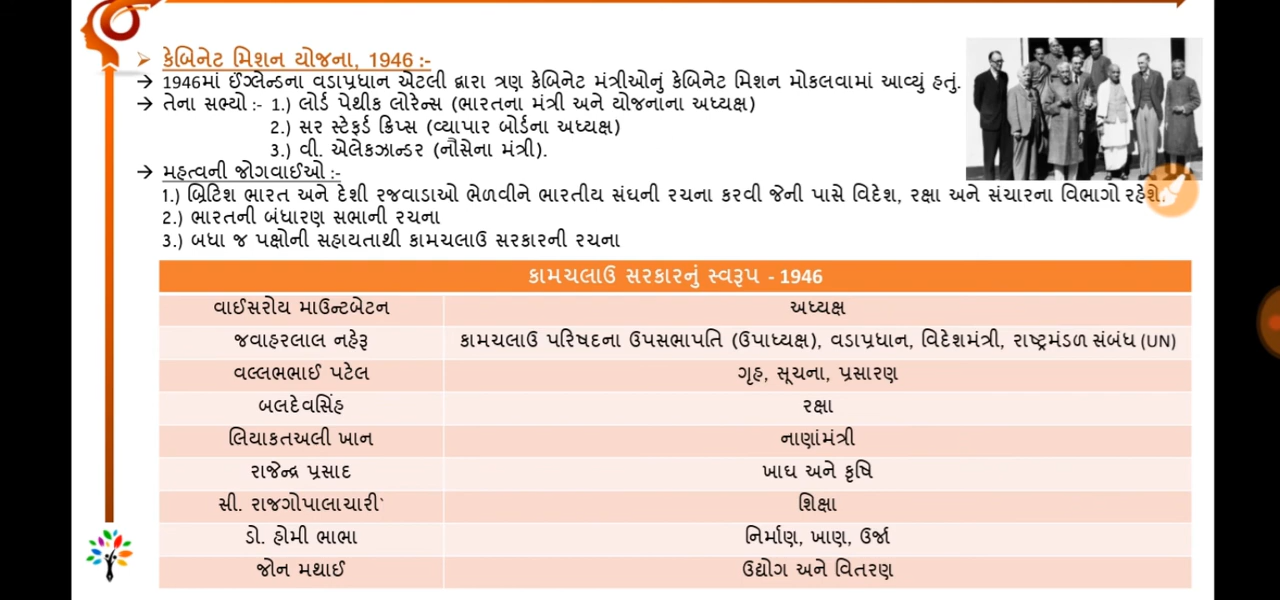 ➢ કેબિનેટ મિશન યોજના, 1946 :-
→ 1946માં ઈંગ્લેન્ડના વડાપ્રધાન એટલી દ્વારા ત્રણ કેબિનેટ મંત્રીઓનું કેબિનેટ મિશન મોકલવામાં આવ્યું હતું.
→ તેના સભ્યો :- 1.) લોર્ડ પેથીક લોરેન્સ (ભારતના મંત્રી અને યોજનાના અધ્યક્ષ)
2.) સર સ્ટેફર્ડ ક્રિપ્સ (વ્યાપાર બોર્ડના અધ્યક્ષ)
3.) વી. એલેકઝાન્ડર (નૌસેના મંત્રી).
→ મહત્વની જોગવાઈઓ :-
1.) બ્રિટિશ ભારત અને દેશી રજવાડાઓ ભેળવીને ભારતીય સંઘની રચના કરવી જેની પાસે વિદેશ, રક્ષા અને સંચારના વિભાગો રહેશે.
2.) ભારતની બંધારણ સભાની રચના
3.) બધા જ પક્ષોની સહાયતાથી કામચલાઉ સરકારની રચના
કામચલાઉ સરકારનું સ્વરૂપ - 1946
વાઈસરોય માઉન્ટબેટન અધ્યક્ષ
જવાહરલાલ નહેરૂ કામચલાઉ પરિષદના ઉપસભાપતિ (ઉપાધ્યક્ષ), વડાપ્રધાન, વિદેશમંત્રી, રાષ્ટ્રમંડળ સંબંધ (UN)
વલ્લભભાઈ પટેલ ગૃહ, સૂચના, પ્રસારણ
બલદેવસિંહ રક્ષા
લિયાકતઅલી ખાન નાણાંમંત્રી
રાજેન્દ્ર પ્રસાદ ખાદ્ય અને કૃષિ
સી. રાજગોપાલાચારી` શિક્ષા
ડો. હોમી ભાભા નિર્માણ, ખાણ, ઉર્જા
જોન મથાઈ ઉદ્યોગ અને વિતરણ